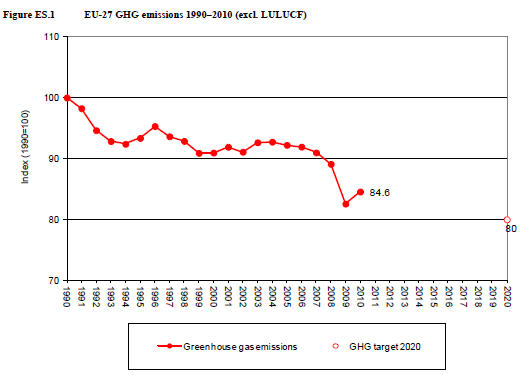 Figure ES.1 EU-27 GHG emissions 1990–2010 (excl. LULUCF)
110
100
90
80
70
Index (1990=100)
84.6
80
1990 1991 1992 1993 1994 1995 1996 1997 1998 1999 2000 2001 2002 2003 2004 2005 2006 2007 2008 2009 2010 2011 2012 2013 2014 2015 2016 2017 2018 2019 2020
Greenhouse gas emissions GHG target 2020